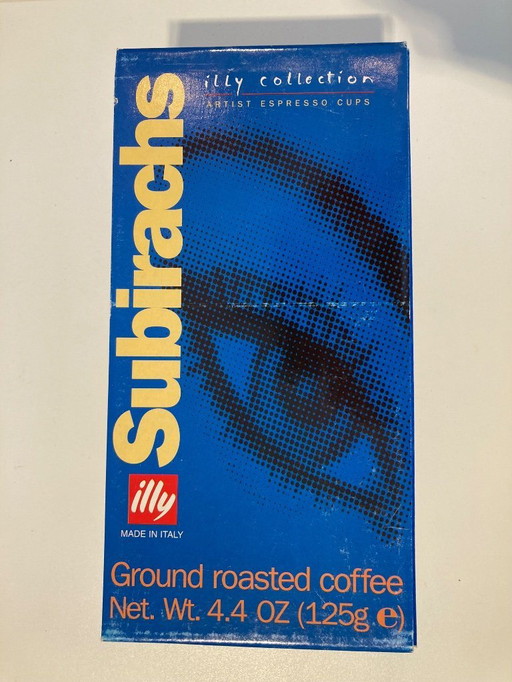 illy collection
ARTIST ESPRESSO CUPS
Subirachs
illy
MADE IN ITALY
Ground roasted coffee
Net. Wt. 4.4 OZ (125g e)